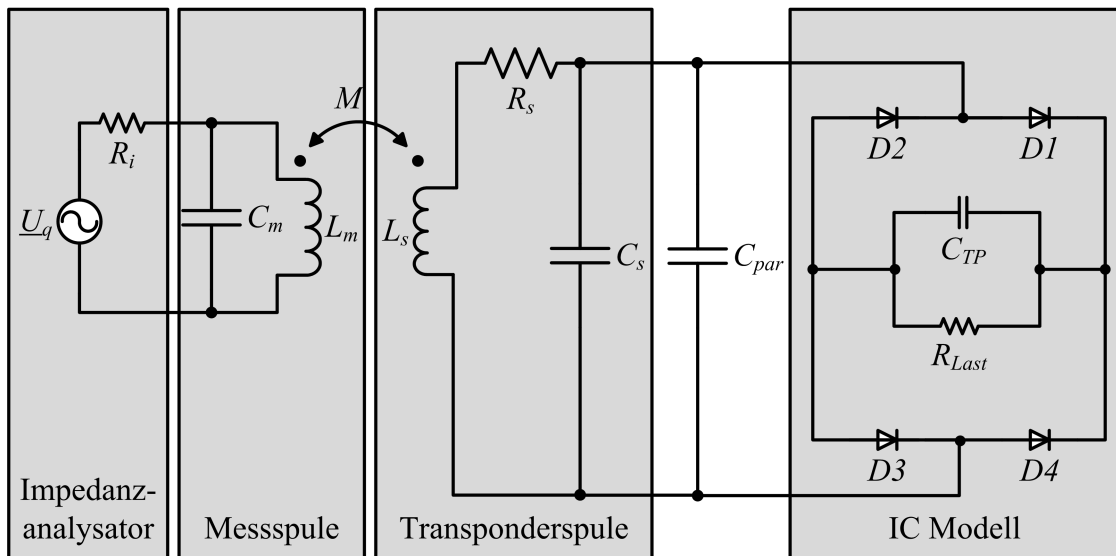 R_s
M
D2
D1
R_i
U_q
C_m
L_m
L_s
C_s
C_par
C_TP
R_Last
D3
D4
Impedanz-
analysator
Messspule
Transponderspule
IC Modell